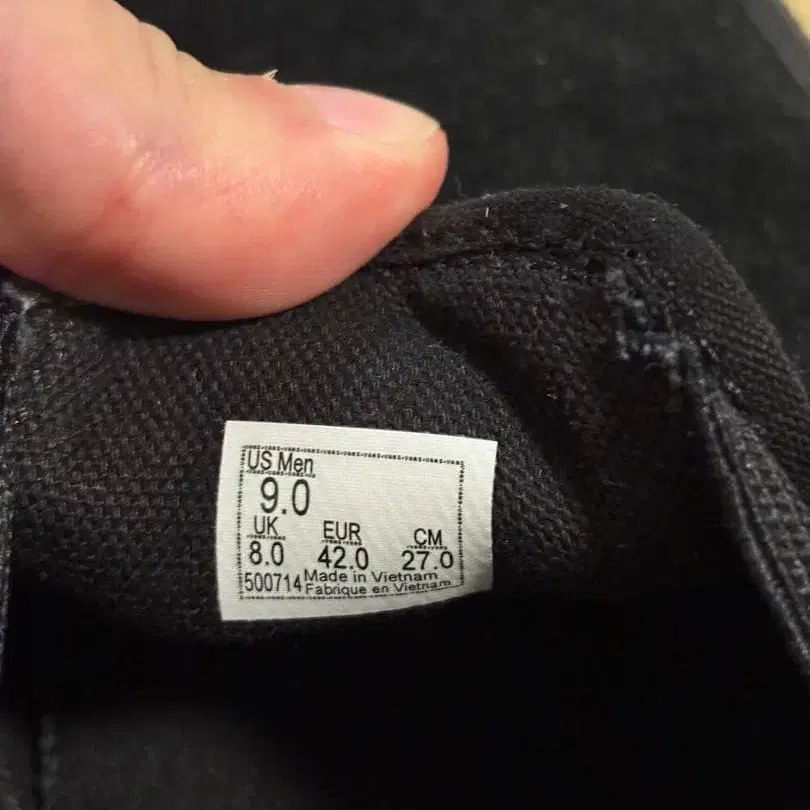 US Men
9.0
UK EUR CM
8.0 42.0 27.0
500714 Made in Vietnam
Fabrique en Vietnam